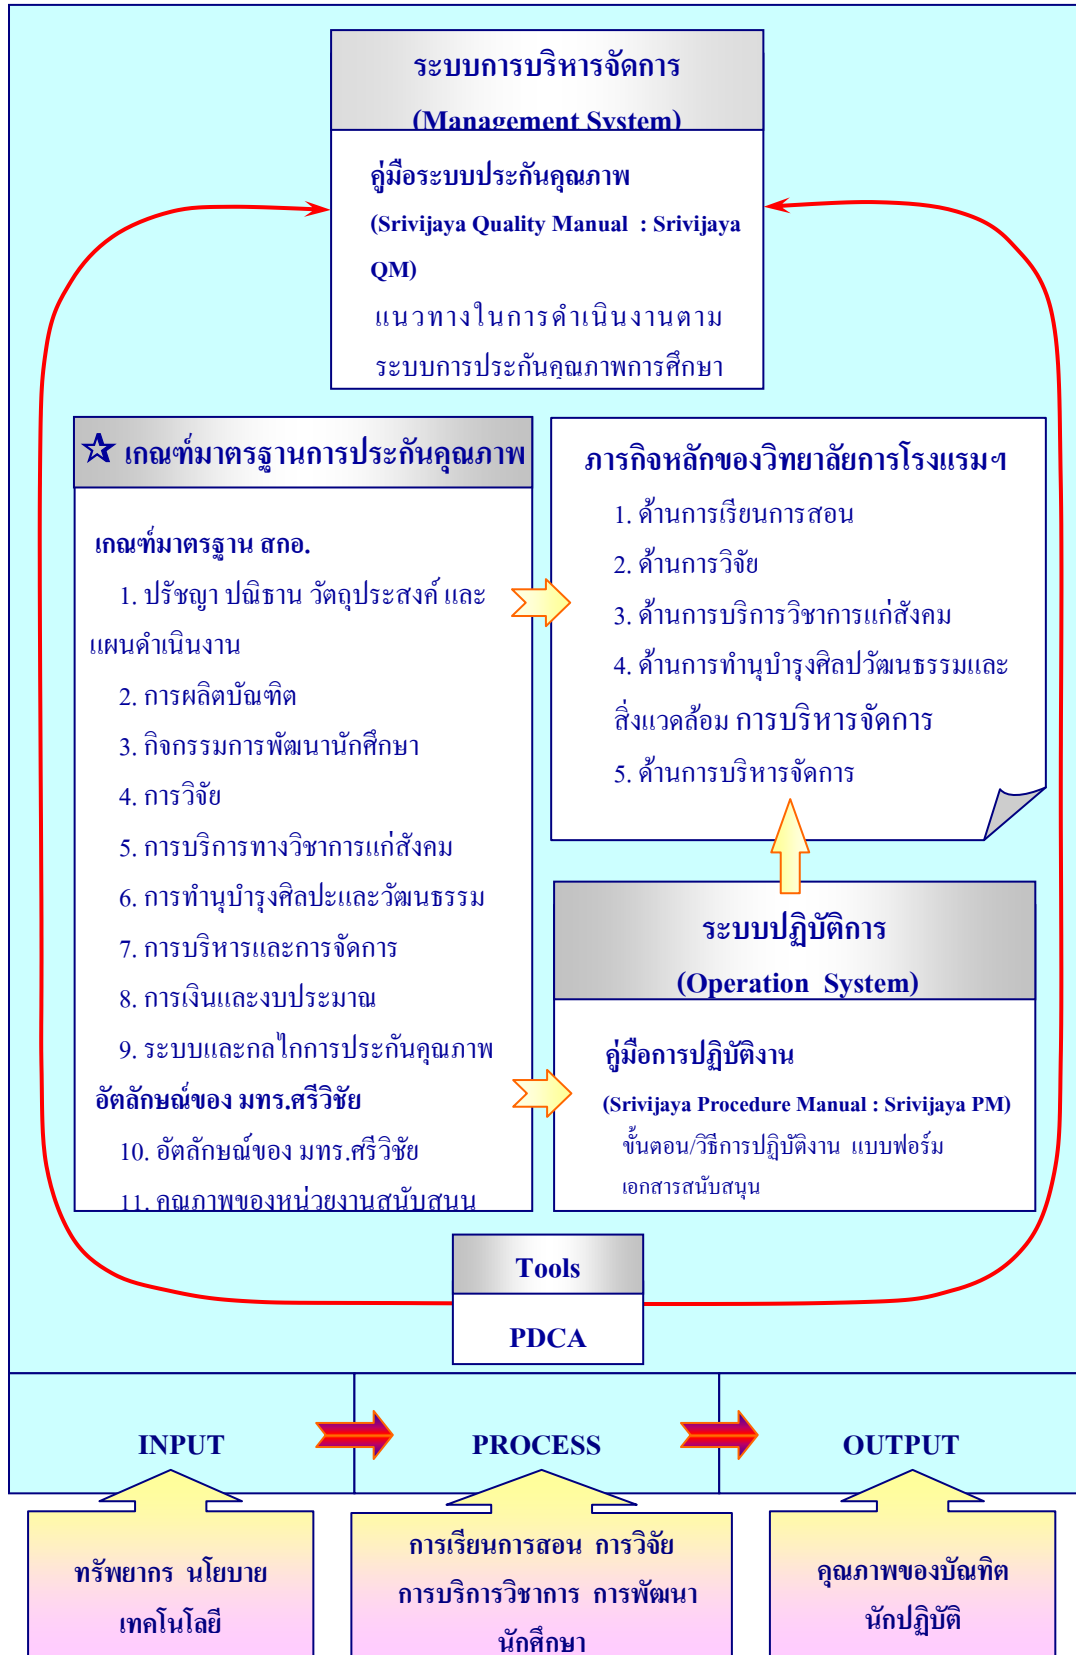 ระบบการบริหารจัดการ
(Management System)
คู่มือระบบประกันคุณภาพ
(Srivijaya Quality Manual : Srivijaya
QM)
แนวทางในการดำเนินงานตาม
ระบบการประกันคุณภาพการศึกษา
☆ เกณฑ์มาตรฐานการประกันคุณภาพ
เกณฑ์มาตรฐาน สกอ.
1. ปรัชญา ปณิธาน วัตถุประสงค์ และ
แผนดำเนินงาน
2. การผลิตบัณฑิต
3. กิจกรรมการพัฒนานักศึกษา
4. การวิจัย
5. การบริการทางวิชาการแก่สังคม
6. การทำนุบำรุงศิลปะและวัฒนธรรม
7. การบริหารและการจัดการ
8. การเงินและงบประมาณ
9. ระบบและกลไกการประกันคุณภาพ
อัตลักษณ์ของ มทร.ศรีวิชัย
10. อัตลักษณ์ของ มทร.ศรีวิชัย
11. คุณภาพของหน่วยงานสนับสนุน
ภารกิจหลักของวิทยาลัยการโรงแรมฯ
1. ด้านการเรียนการสอน
2. ด้านการวิจัย
3. ด้านการบริการวิชาการแก่สังคม
4. ด้านการทำนุบำรุงศิลปวัฒนธรรมและ
สิ่งแวดล้อม การบริหารจัดการ
5. ด้านการบริหารจัดการ
ระบบปฏิบัติการ
(Operation System)
คู่มือการปฏิบัติงาน
(Srivijaya Procedure Manual : Srivijaya PM)
ขั้นตอน/วิธีการปฏิบัติงาน แบบฟอร์ม
เอกสารสนับสนุน
Tools
PDCA
INPUT
PROCESS
OUTPUT
ทรัพยากร นโยบาย
เทคโนโลยี
การเรียนการสอน การวิจัย
การบริการวิชาการ การพัฒนา
นักศึกษา
คุณภาพของบัณฑิต
นักปฏิบัติ